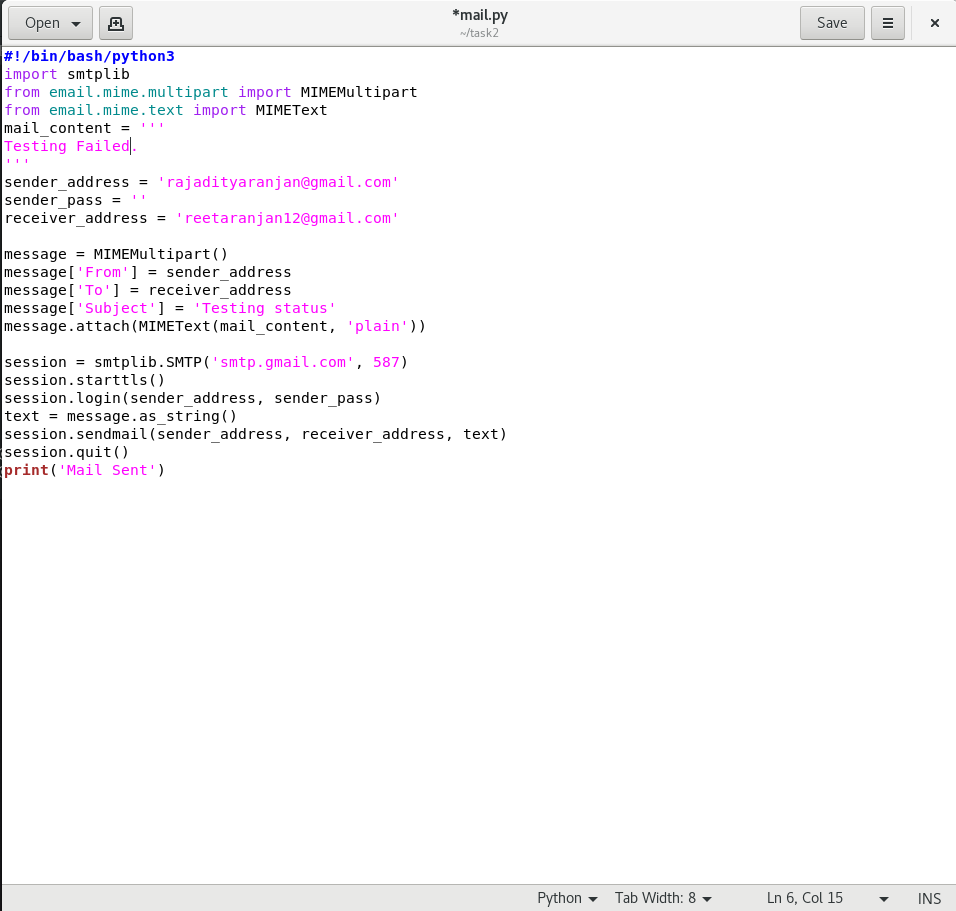 Open
*mail.py
~/task2
Save
#!/bin/bash/python3
import smtplib
from email.mime.multipart import MIMEMultipart
from email.mime.text import MIMEText
mail_content = '''
Testing Failed.
'''
sender_address = 'rajadityaranjan@gmail.com'
sender_pass = ''
receiver_address = 'reetaranjan12@gmail.com'

message = MIMEMultipart()
message['From'] = sender_address
message['To'] = receiver_address
message['Subject'] = 'Testing status'
message.attach(MIMEText(mail_content, 'plain'))

session = smtplib.SMTP('smtp.gmail.com', 587)
session.starttls()
session.login(sender_address, sender_pass)
text = message.as_string()
session.sendmail(sender_address, receiver_address, text)
session.quit()
print('Mail Sent')
Python Tab Width: 8 Ln 6, Col 15 INS